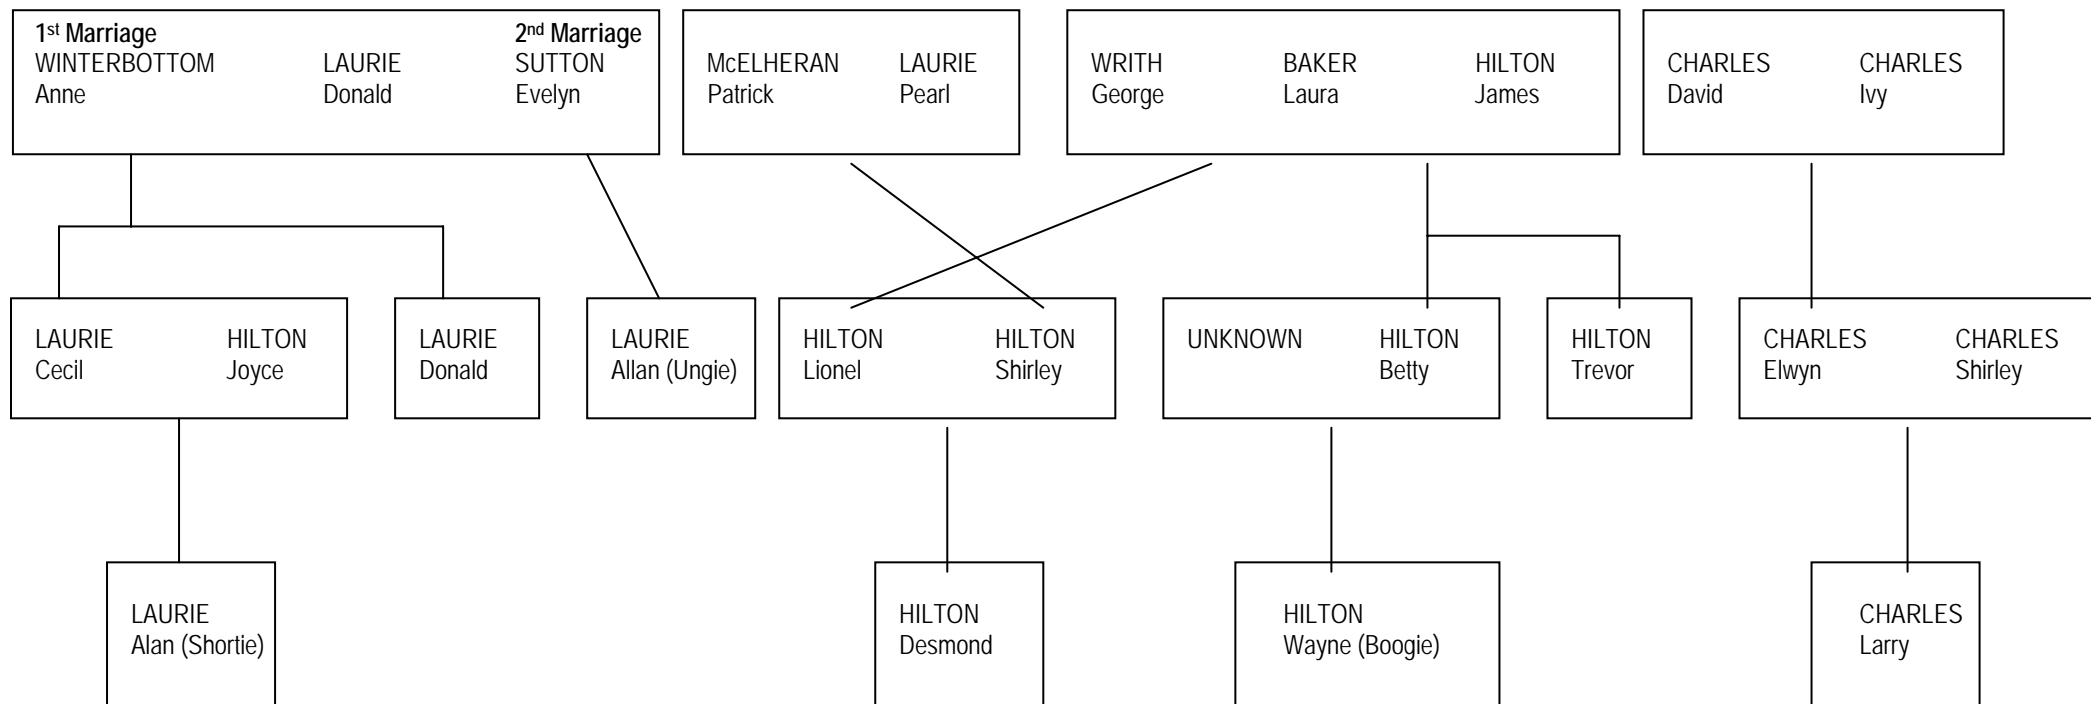 1st Marriage 2nd Marriage
WINTERBOTTOM LAURIE SUTTON McELHERAN LAURIE WRITH BAKER HILTON CHARLES CHARLES
Anne Donald Evelyn Patrick Pearl George Laura James David Ivy
LAURIE HILTON LAURIE LAURIE HILTON HILTON UNKNOWN HILTON HILTON CHARLES CHARLES
Cecil Joyce Donald Allan (Ungie) Lionel Shirley Betty Trevor Elwyn Shirley
LAURIE HILTON HILTON CHARLES
Alan (Shortie) Desmond Wayne (Boogie) Larry